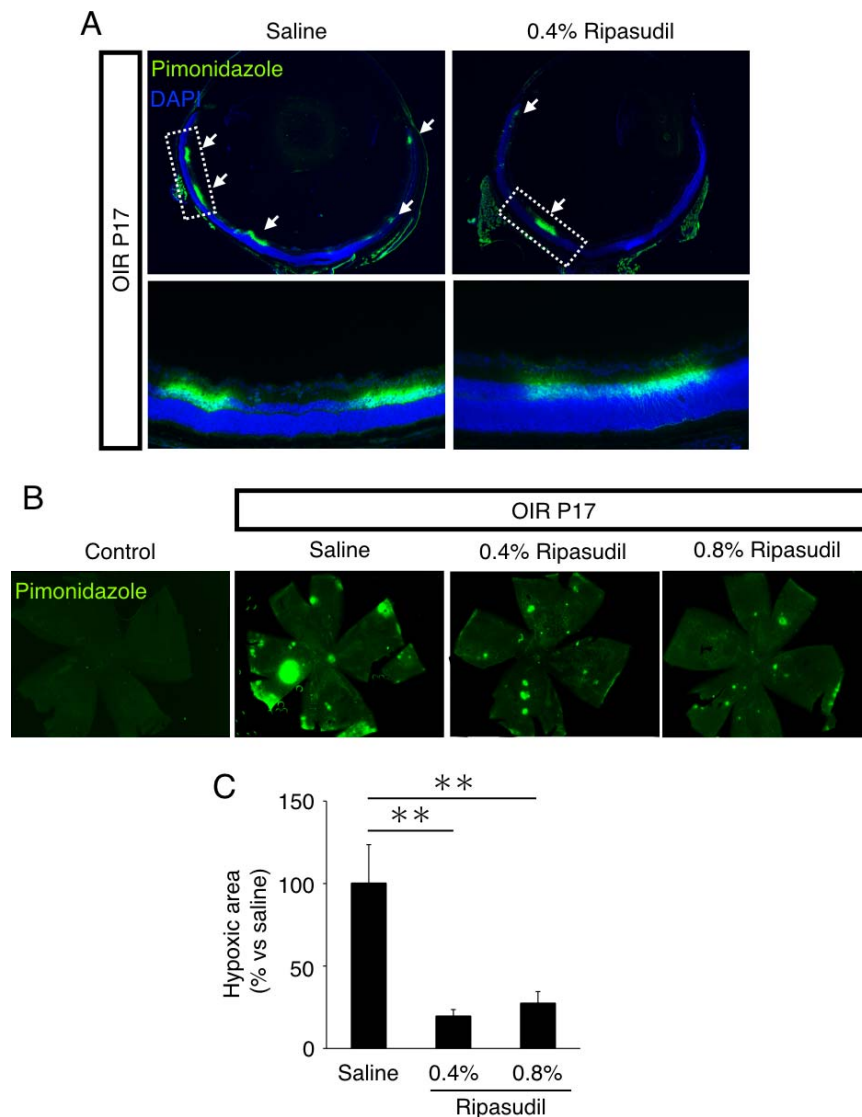 A
Saline
0.4% Ripasudil
OIR P17
Pimonidazole
DAPI
B
OIR P17
Control
Saline
0.4% Ripasudil
0.8% Ripasudil
Pimonidazole
C
Hypoxic area
(% vs saline)
150
100
50
0
**
**
Saline
0.4%
0.8%
Ripasudil